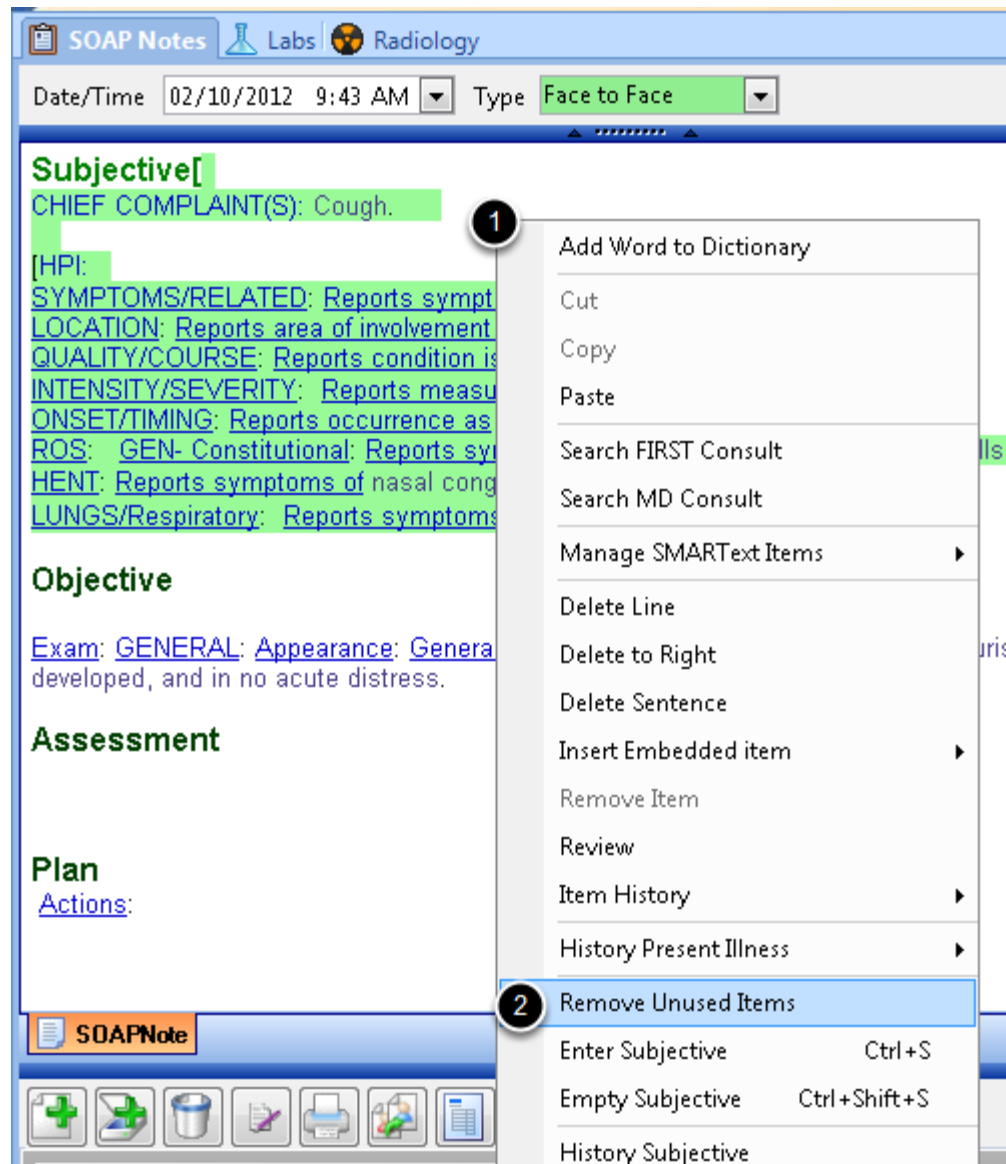 SOAP Notes Labs Radiology
Date/Time 02/10/2012 9:43 AM Type Face to Face
Subjective[
CHIEF COMPLAINT(S): Cough.
[HPI:
SYMPTOMS/RELATED: Reports sympt
LOCATION: Reports area of involvement
QUALITY/COURSE: Reports condition is
INTENSITY/SEVERITY: Reports measu
ONSET/TIMING: Reports occurrence as
ROS: GEN- Constitutional: Reports sy lls
HENT: Reports symptoms of nasal cong
LUNGS/Respiratory: Reports symptoms
Objective
Exam: GENERAL: Appearance: Genera uris
developed, and in no acute distress.
Assessment
Plan
Actions:
SOAPNote
1
Add Word to Dictionary
Cut
Copy
Paste
Search FIRST Consult
Search MD Consult
Manage SMARText Items
Delete Line
Delete to Right
Delete Sentence
Insert Embedded item
Remove Item
Review
Item History
History Present Illness
2 Remove Unused Items
Enter Subjective Ctrl+S
Empty Subjective Ctrl+Shift+S
History Subjective